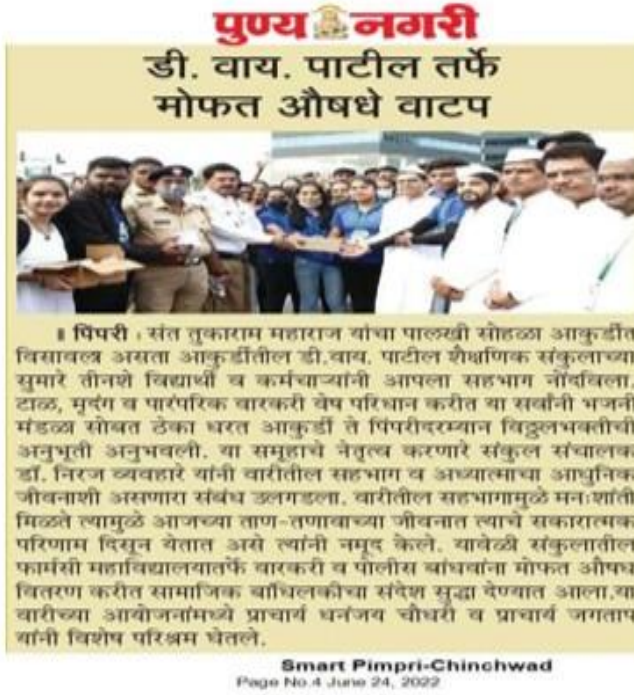 पुण्य नगरी
डी. वाय. पाटील तर्फे
मोफत औषधे वाटप
॥ पिंपरी : संत तुकाराम महाराज यांचा पालखी सोहळा आकुर्डीत
विसावला असता आकुर्डीतील डी.वाय. पाटील शैक्षणिक संकुलाच्या
सुमारे तीनशे विद्यार्थी व कर्मचाऱ्यांनी आपला सहभाग नोंदविला.
टाळ, मृदंग व पारंपरिक वारकरी वेष परिधान करीत या सर्वांनी भजनी
मंडळा सोबत ठेका धरत आकुर्डी ते पिंपरीदरम्यान विठ्ठलभक्तीची
अनुभूती अनुभवली. या समूहाचे नेतृत्व करणारे संकुल संचालक
डॉ. निरज व्यवहारे यांनी वारीतील सहभाग व अध्यात्माचा आधुनिक
जीवनाशी असणारा संबंध उलगडला. वारीतील सहभागामुळे मनःशांती
मिळते त्यामुळे आजच्या ताण-तणावाच्या जीवनात त्याचे सकारात्मक
परिणाम दिसून येतात असे त्यांनी नमूद केले. यावेळी संकुलातील
फार्मसी महाविद्यालयातर्फे वारकरी व पोलीस बांधवांना मोफत औषध
वितरण करीत सामाजिक बांधिलकीचा संदेश सुद्धा देण्यात आला.या
वारीच्या आयोजनांमध्ये प्राचार्य धनंजय चौधरी व प्राचार्य जगताप
यांनी विशेष परिश्रम घेतले.
Smart Pimpri-Chinchwad
Page No.4 June 24, 2022